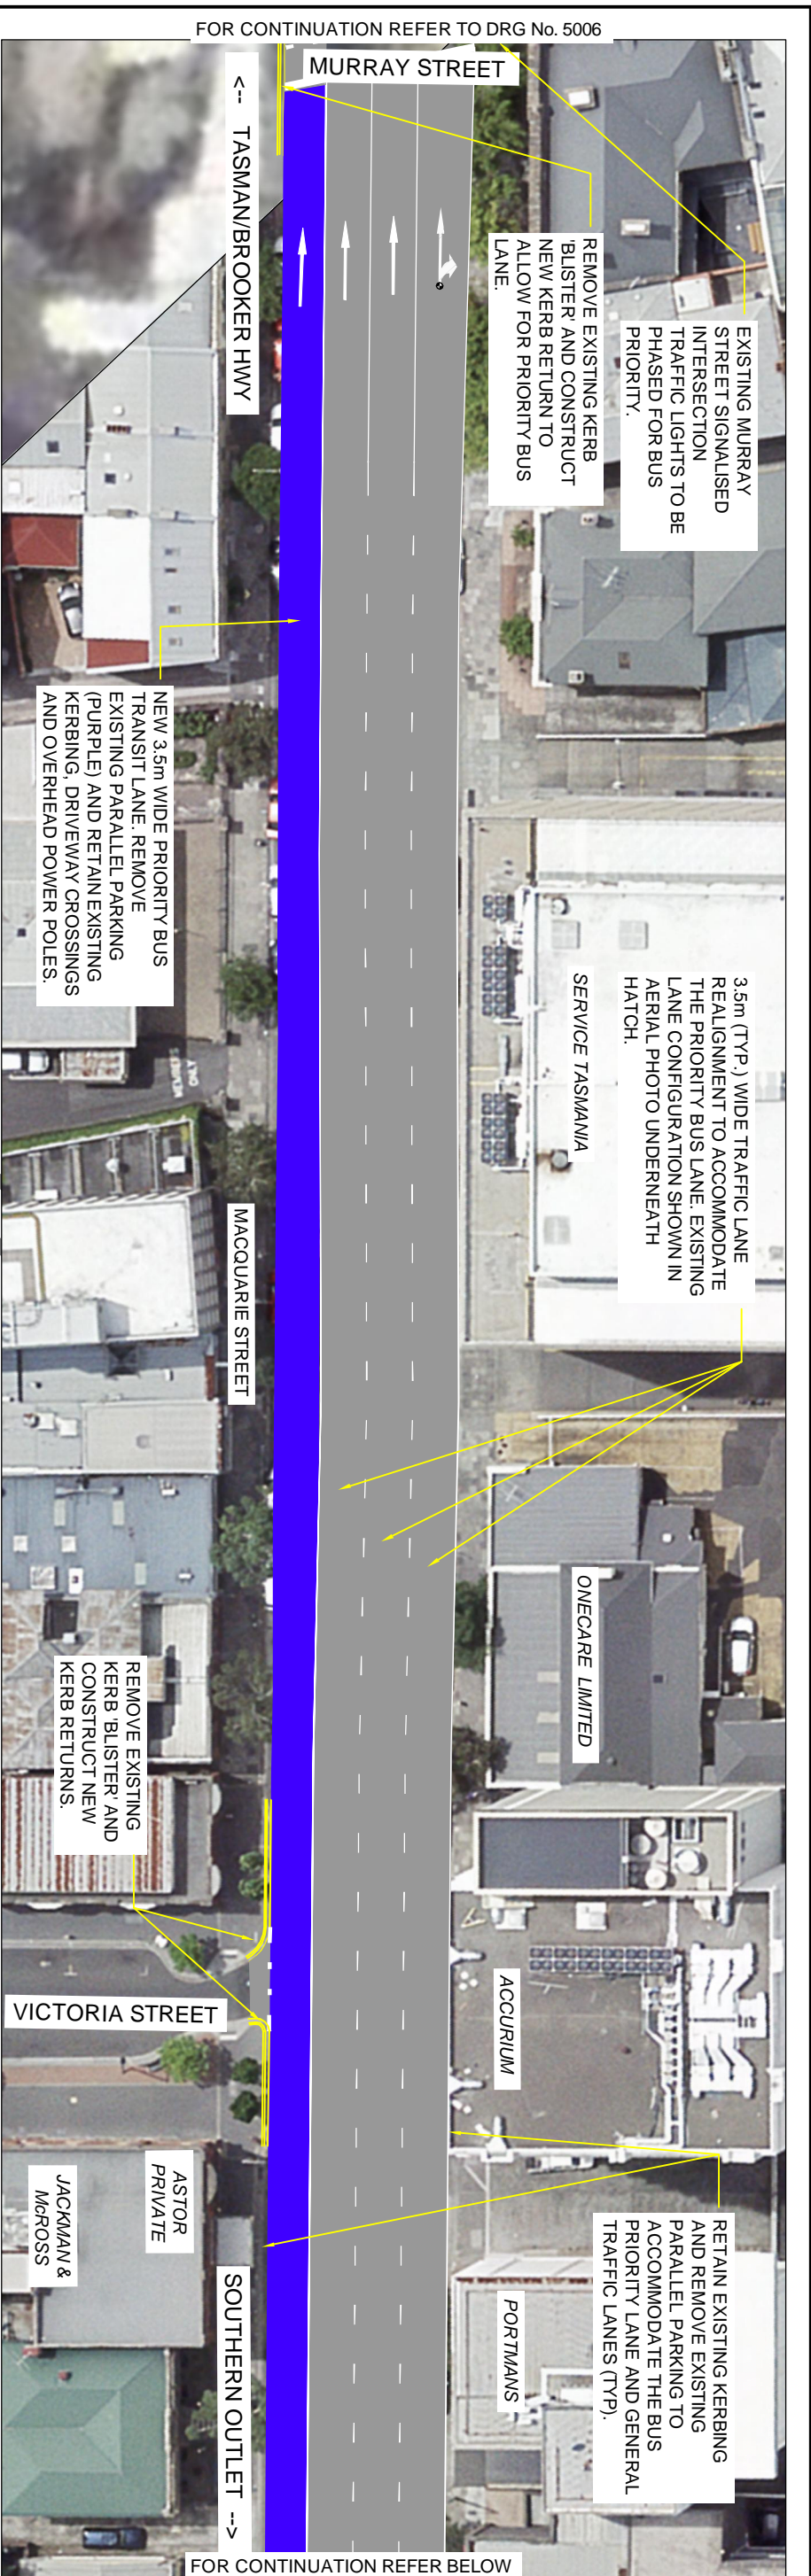 FOR CONTINUATION REFER TO DRG No. 5006
MURRAY STREET
<-- TASMAN/BROOKER HWY
REMOVE EXISTING KERB
'BLISTER' AND CONSTRUCT
NEW KERB RETURN TO
ALLOW FOR PRIORITY BUS
LANE.
EXISTING MURRAY
STREET SIGNALISED
INTERSECTION
TRAFFIC LIGHTS TO BE
PHASED FOR BUS
PRIORITY.
NEW 3.5m WIDE PRIORITY BUS
TRANSIT LANE. REMOVE
EXISTING PARALLEL PARKING
(PURPLE) AND RETAIN EXISTING
KERBING, DRIVEWAY CROSSINGS
AND OVERHEAD POWER POLES.
3.5m (TYP.) WIDE TRAFFIC LANE
REALIGNMENT TO ACCOMMODATE
THE PRIORITY BUS LANE. EXISTING
LANE CONFIGURATION SHOWN IN
AERIAL PHOTO UNDERNEATH
HATCH.
SERVICE TASMANIA
ONLY
MACQUARIE STREET
ONECARE LIMITED
REMOVE EXISTING
KERB 'BLISTER' AND
CONSTRUCT NEW
KERB RETURNS.
ACCURIUM
VICTORIA STREET
ASTOR
PRIVATE
JACKMAN &
McROSS
RETAIN EXISTING KERBING
AND REMOVE EXISTING
PARALLEL PARKING TO
ACCOMMODATE THE BUS
PRIORITY LANE AND GENERAL
TRAFFIC LANES (TYP).
PORTMANS
SOUTHERN OUTLET -->
FOR CONTINUATION REFER BELOW